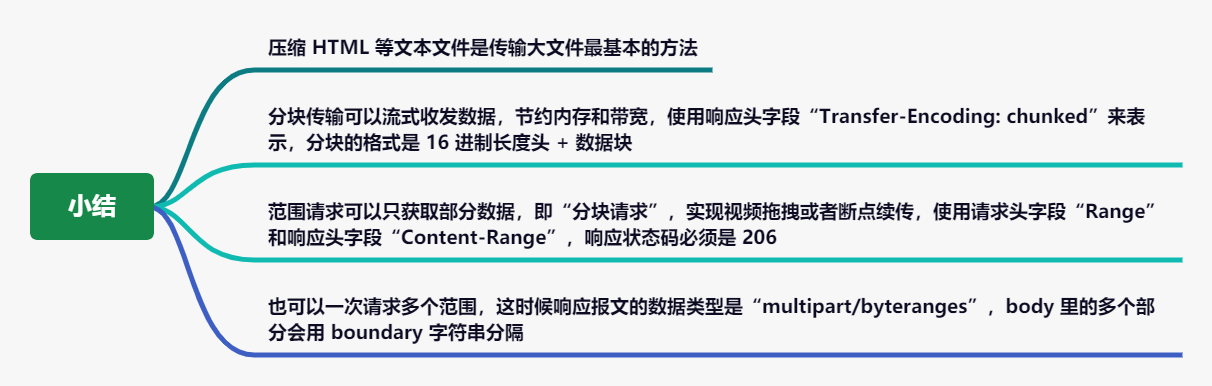 压缩 HTML 等文本文件是传输大文件最基本的方法
分块传输可以流式收发数据，节约内存和带宽，使用响应头字段“Transfer-Encoding: chunked”来表
示，分块的格式是 16 进制长度头 + 数据块
小结
范围请求可以只获取部分数据，即“分块请求”，实现视频拖拽或者断点续传，使用请求头字段“Range”
和响应头字段“Content-Range”，响应状态码必须是 206
也可以一次请求多个范围，这时候响应报文的数据类型是“multipart/byteranges”，body 里的多个部
分会用 boundary 字符串分隔